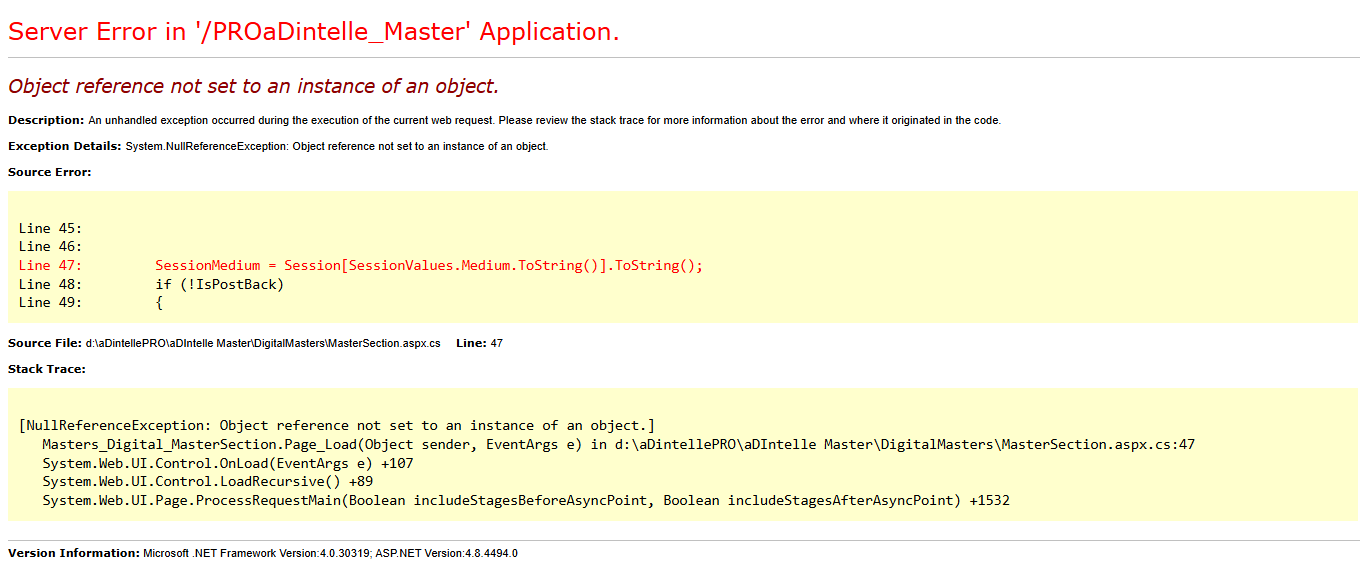 Server Error in '/PROaDintelle_Master' Application.
Object reference not set to an instance of an object.
Description: An unhandled exception occurred during the execution of the current web request. Please review the stack trace for more information about the error and where it originated in the code.
Exception Details: System.NullReferenceException: Object reference not set to an instance of an object.
Source Error:
Line 45:
Line 46:
Line 47:         SessionMedium = Session[SessionValues.Medium.ToString()].ToString();
Line 48:         if (!IsPostBack)
Line 49:         {
Source File: d:\aDintellePRO\aDIntelle Master\DigitalMasters\MasterSection.aspx.cs    Line: 47
Stack Trace:
[NullReferenceException: Object reference not set to an instance of an object.]
   Masters_Digital_MasterSection.Page_Load(Object sender, EventArgs e) in d:\aDintellePRO\aDIntelle Master\DigitalMasters\MasterSection.aspx.cs:47
   System.Web.UI.Control.OnLoad(EventArgs e) +107
   System.Web.UI.Control.LoadRecursive() +89
   System.Web.UI.Page.ProcessRequestMain(Boolean includeStagesBeforeAsyncPoint, Boolean includeStagesAfterAsyncPoint) +1532
Version Information: Microsoft .NET Framework Version:4.0.30319; ASP.NET Version:4.8.4494.0